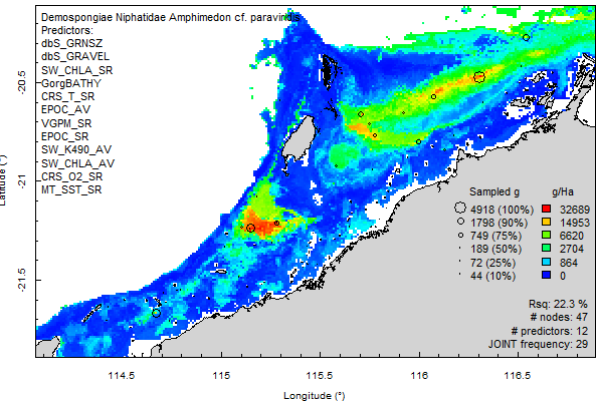 Demospongiae Niphatidae Amphimedon cf. paraviridis
Predictors:
dbS_GRNSZ
dbS_GRAVEL
SW_CHLA_SR
GorgBATHY
CRS_T_SR
EPOC_AV
VGPM_SR
EPOC_SR
SW_K490_AV
SW_CHLA_AV
CRS_O2_SR
MT_SST_SR
-20.5
-21
-21.5
Latitude (°)
Sampled g g/Ha
4918 (100%) 32689
1798 (90%) 14953
749 (75%) 6620
189 (50%) 2704
72 (25%) 864
44 (10%) 0
Rsq: 22.3 %
# nodes: 47
# predictors: 12
JOINT frequency: 29
114.5 115 115.5 116 116.5
Longitude (°)